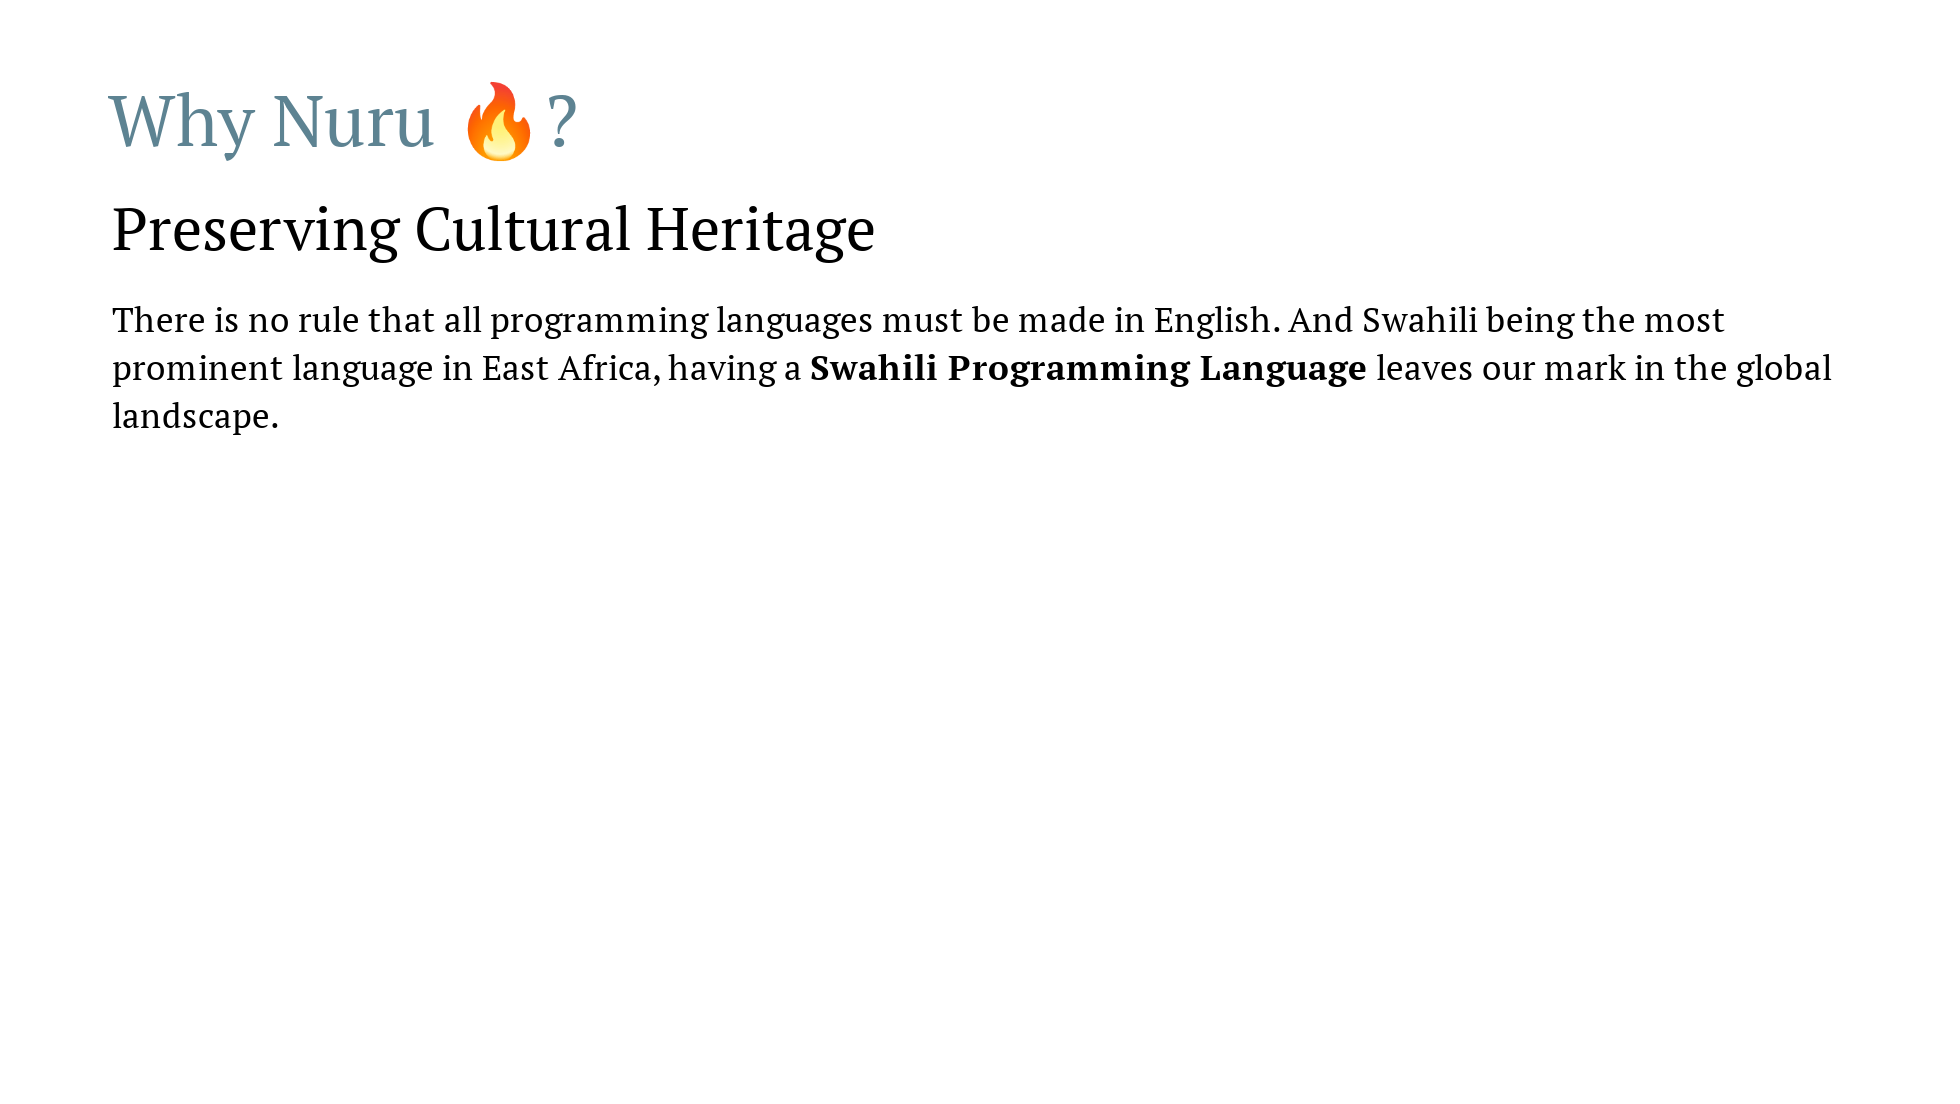 Why Nuru 🔥?
Preserving Cultural Heritage
There is no rule that all programming languages must be made in English. And Swahili being the most
prominent language in East Africa, having a Swahili Programming Language leaves our mark in the global
landscape.